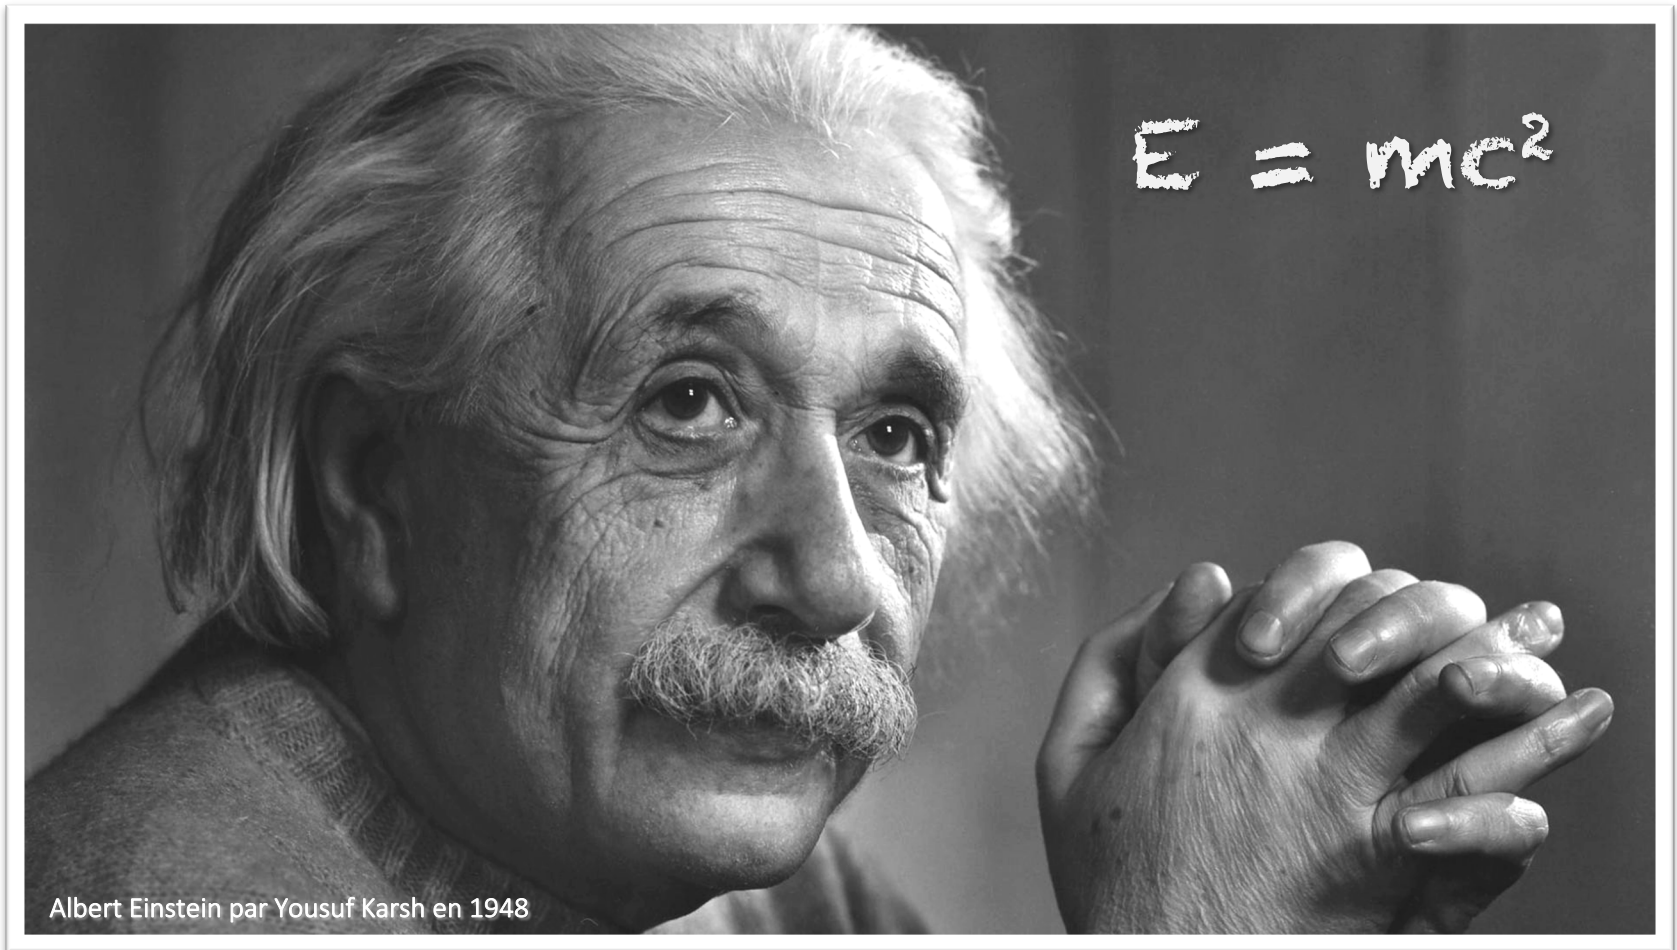 E = mc²
Albert Einstein par Yousuf Karsh en 1948